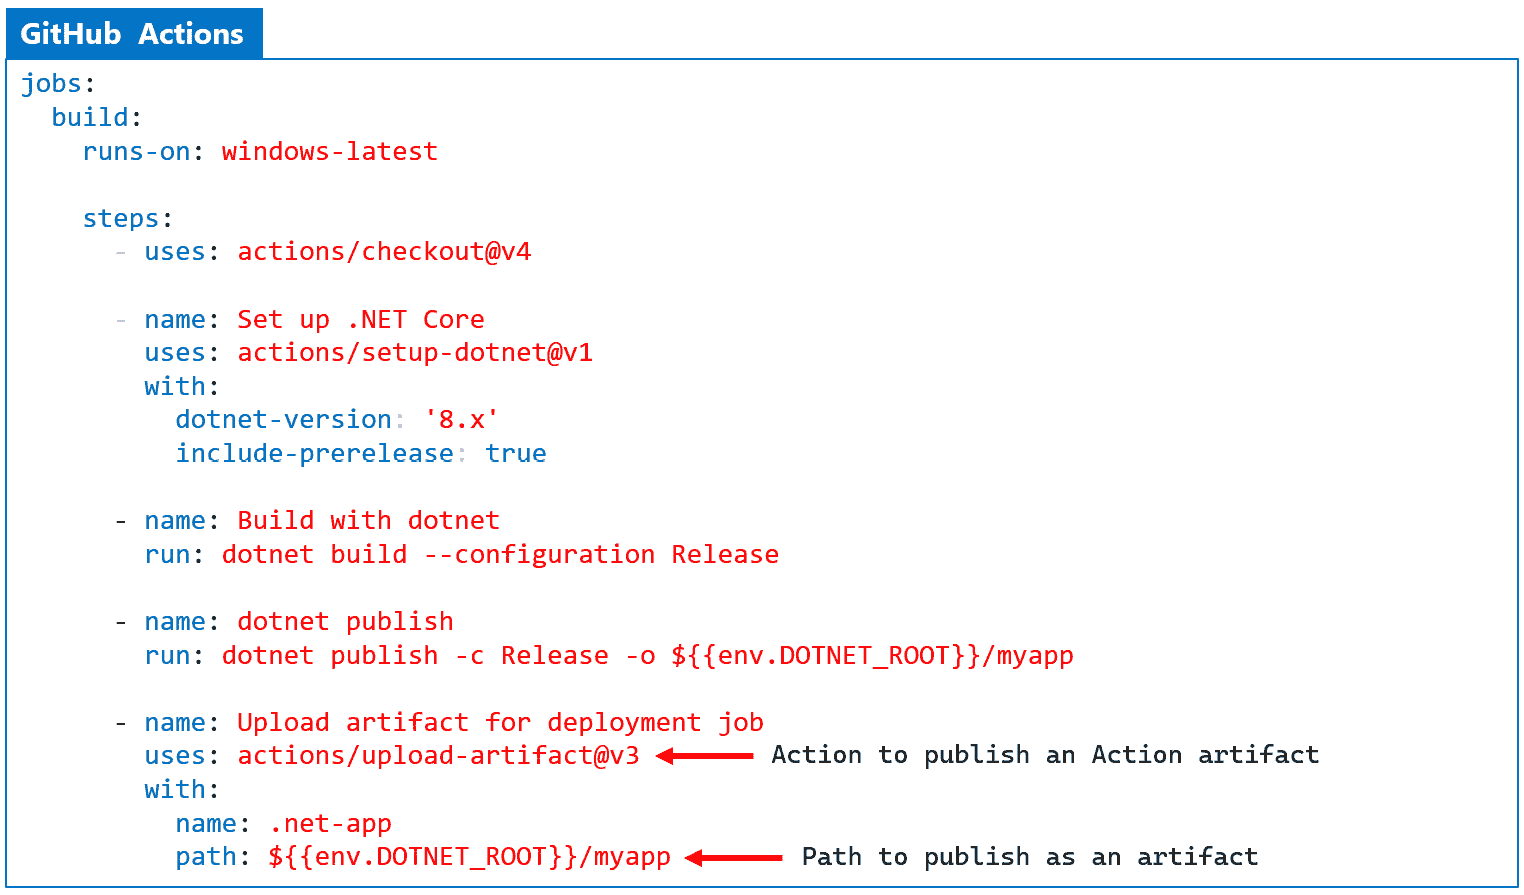 GitHub Actions
jobs:
  build:
    runs-on: windows-latest

    steps:
      - uses: actions/checkout@v4

      - name: Set up .NET Core
        uses: actions/setup-dotnet@v1
        with:
          dotnet-version: '8.x'
          include-prerelease: true

      - name: Build with dotnet
        run: dotnet build --configuration Release

      - name: dotnet publish
        run: dotnet publish -c Release -o ${{env.DOTNET_ROOT}}/myapp

      - name: Upload artifact for deployment job
        uses: actions/upload-artifact@v3 Action to publish an Action artifact
        with:
          name: .net-app
          path: ${{env.DOTNET_ROOT}}/myapp Path to publish as an artifact